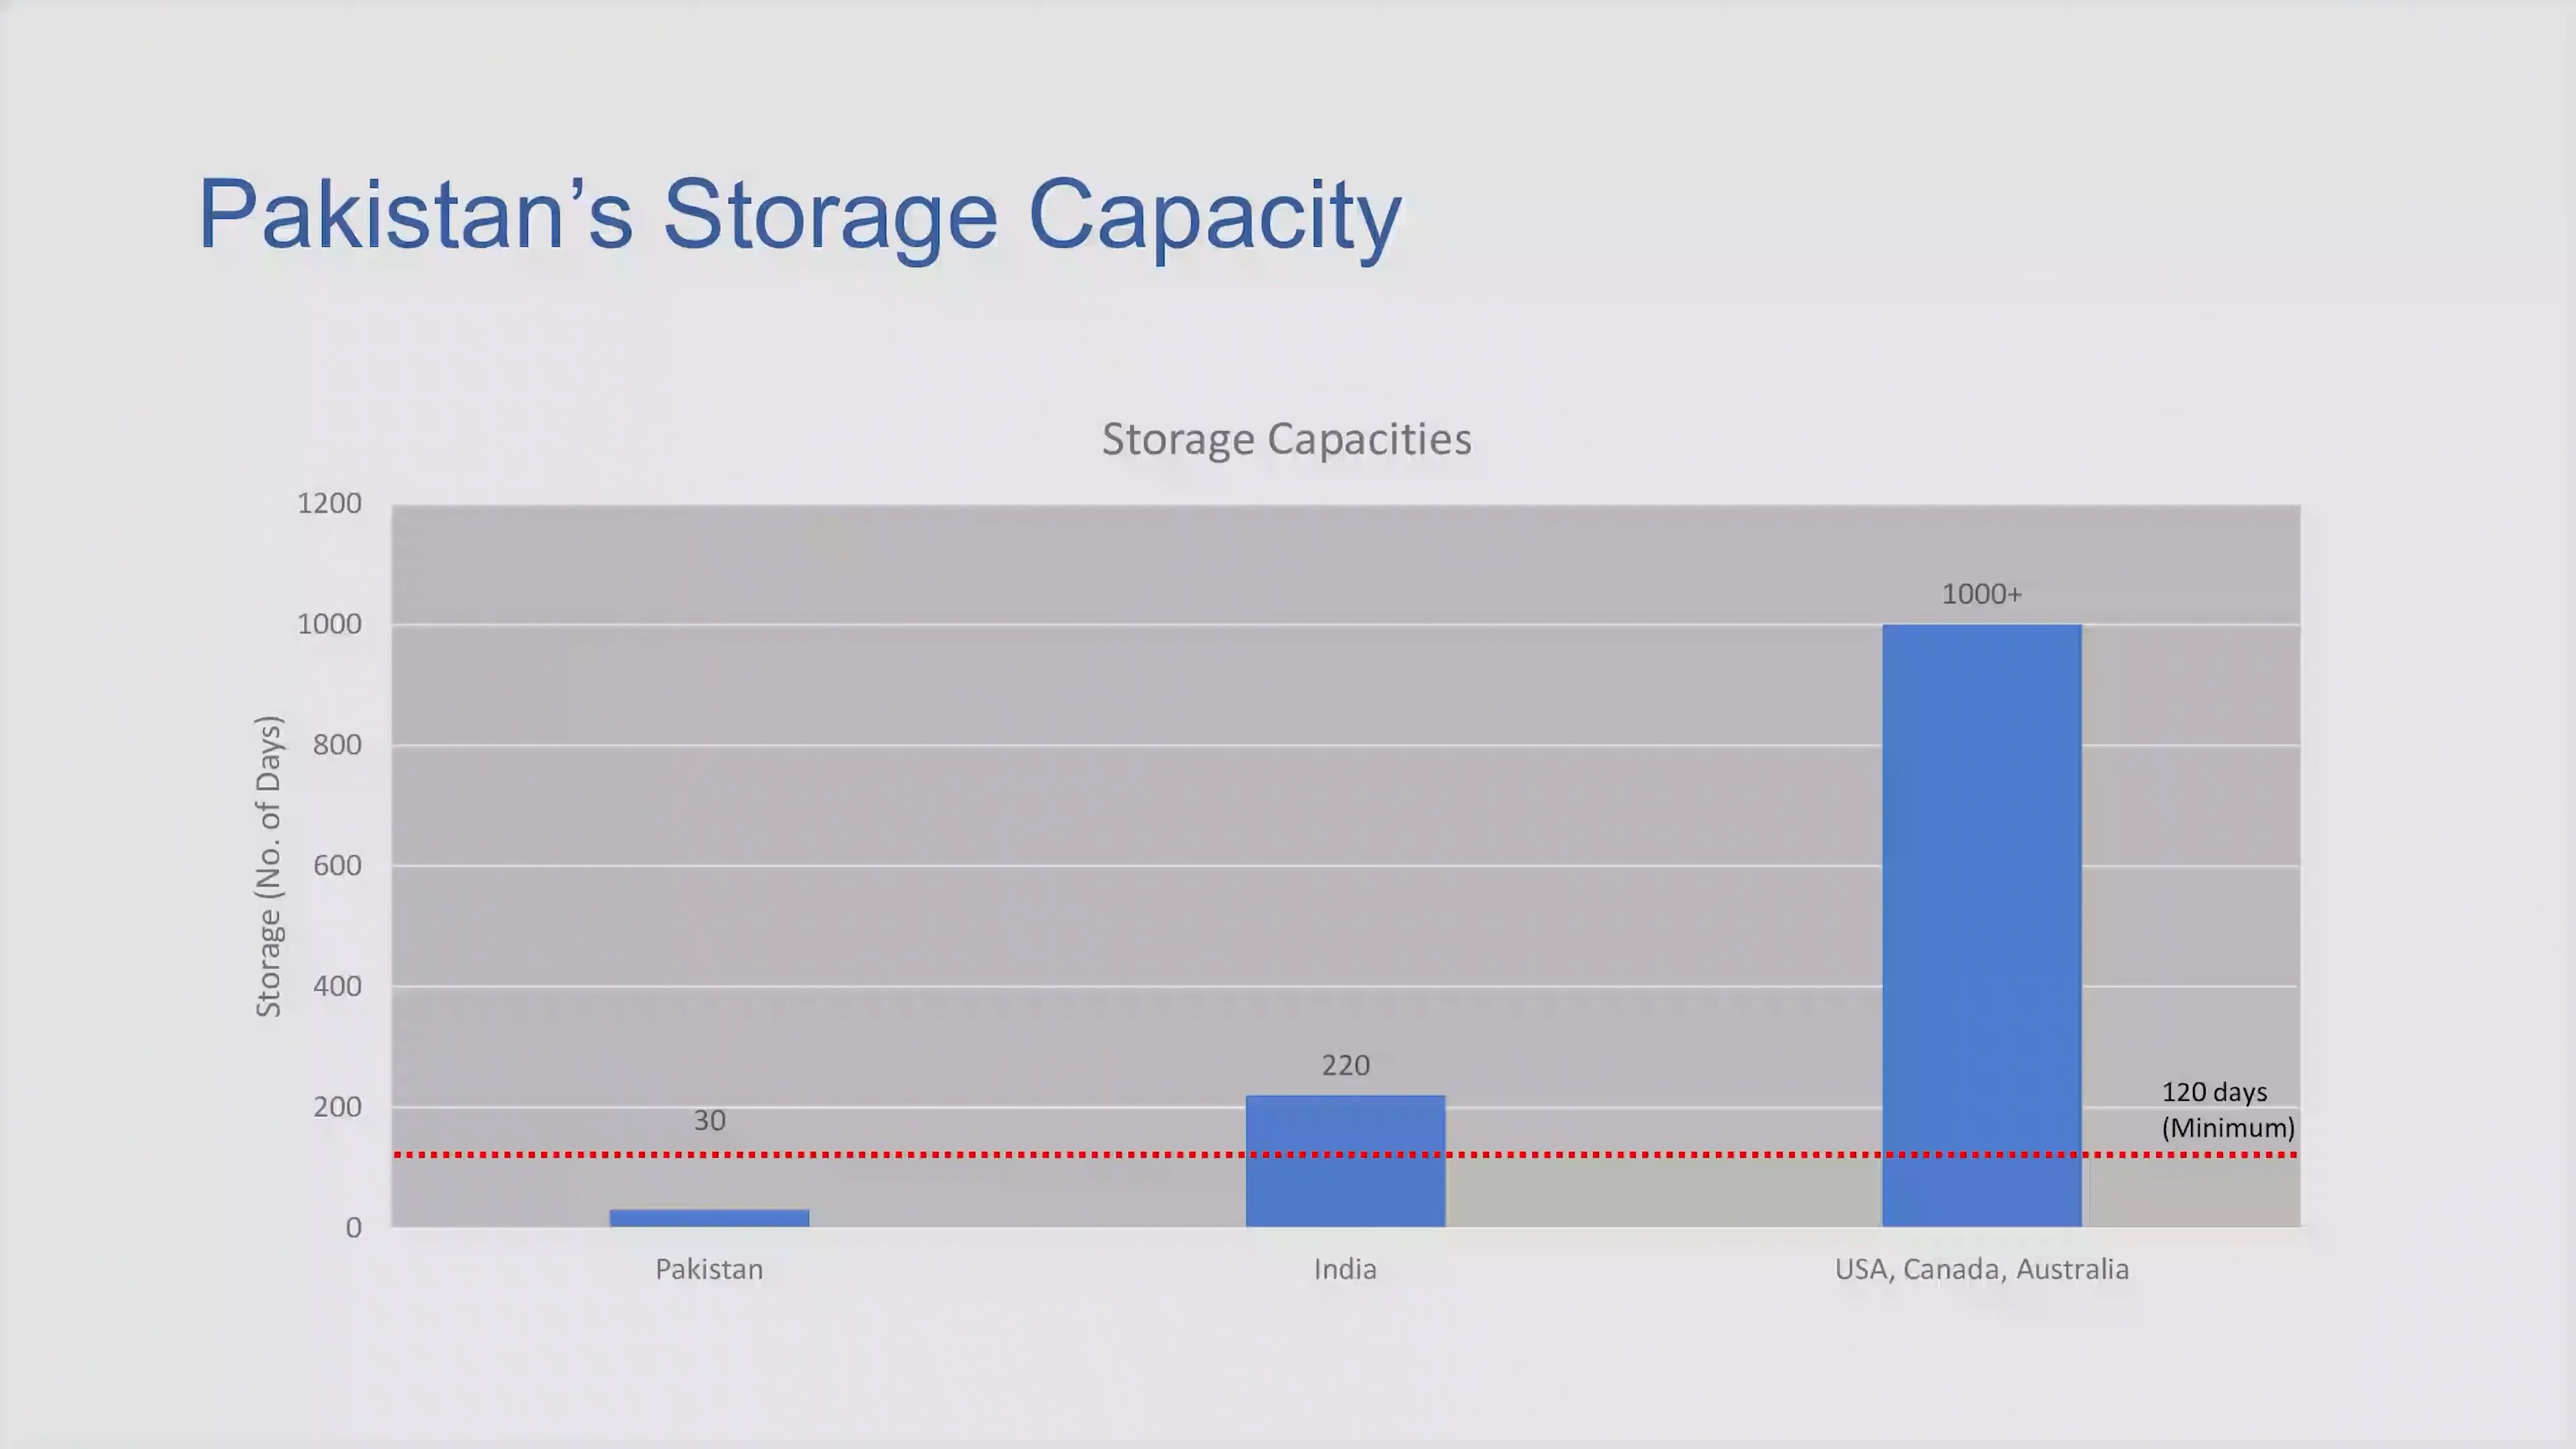 Pakistan’s Storage Capacity
Storage Capacities
1200
1000
800
600
400
200
0
Storage (No. of Days)
30
220
1000+
120 days
(Minimum)
Pakistan
India
USA, Canada, Australia